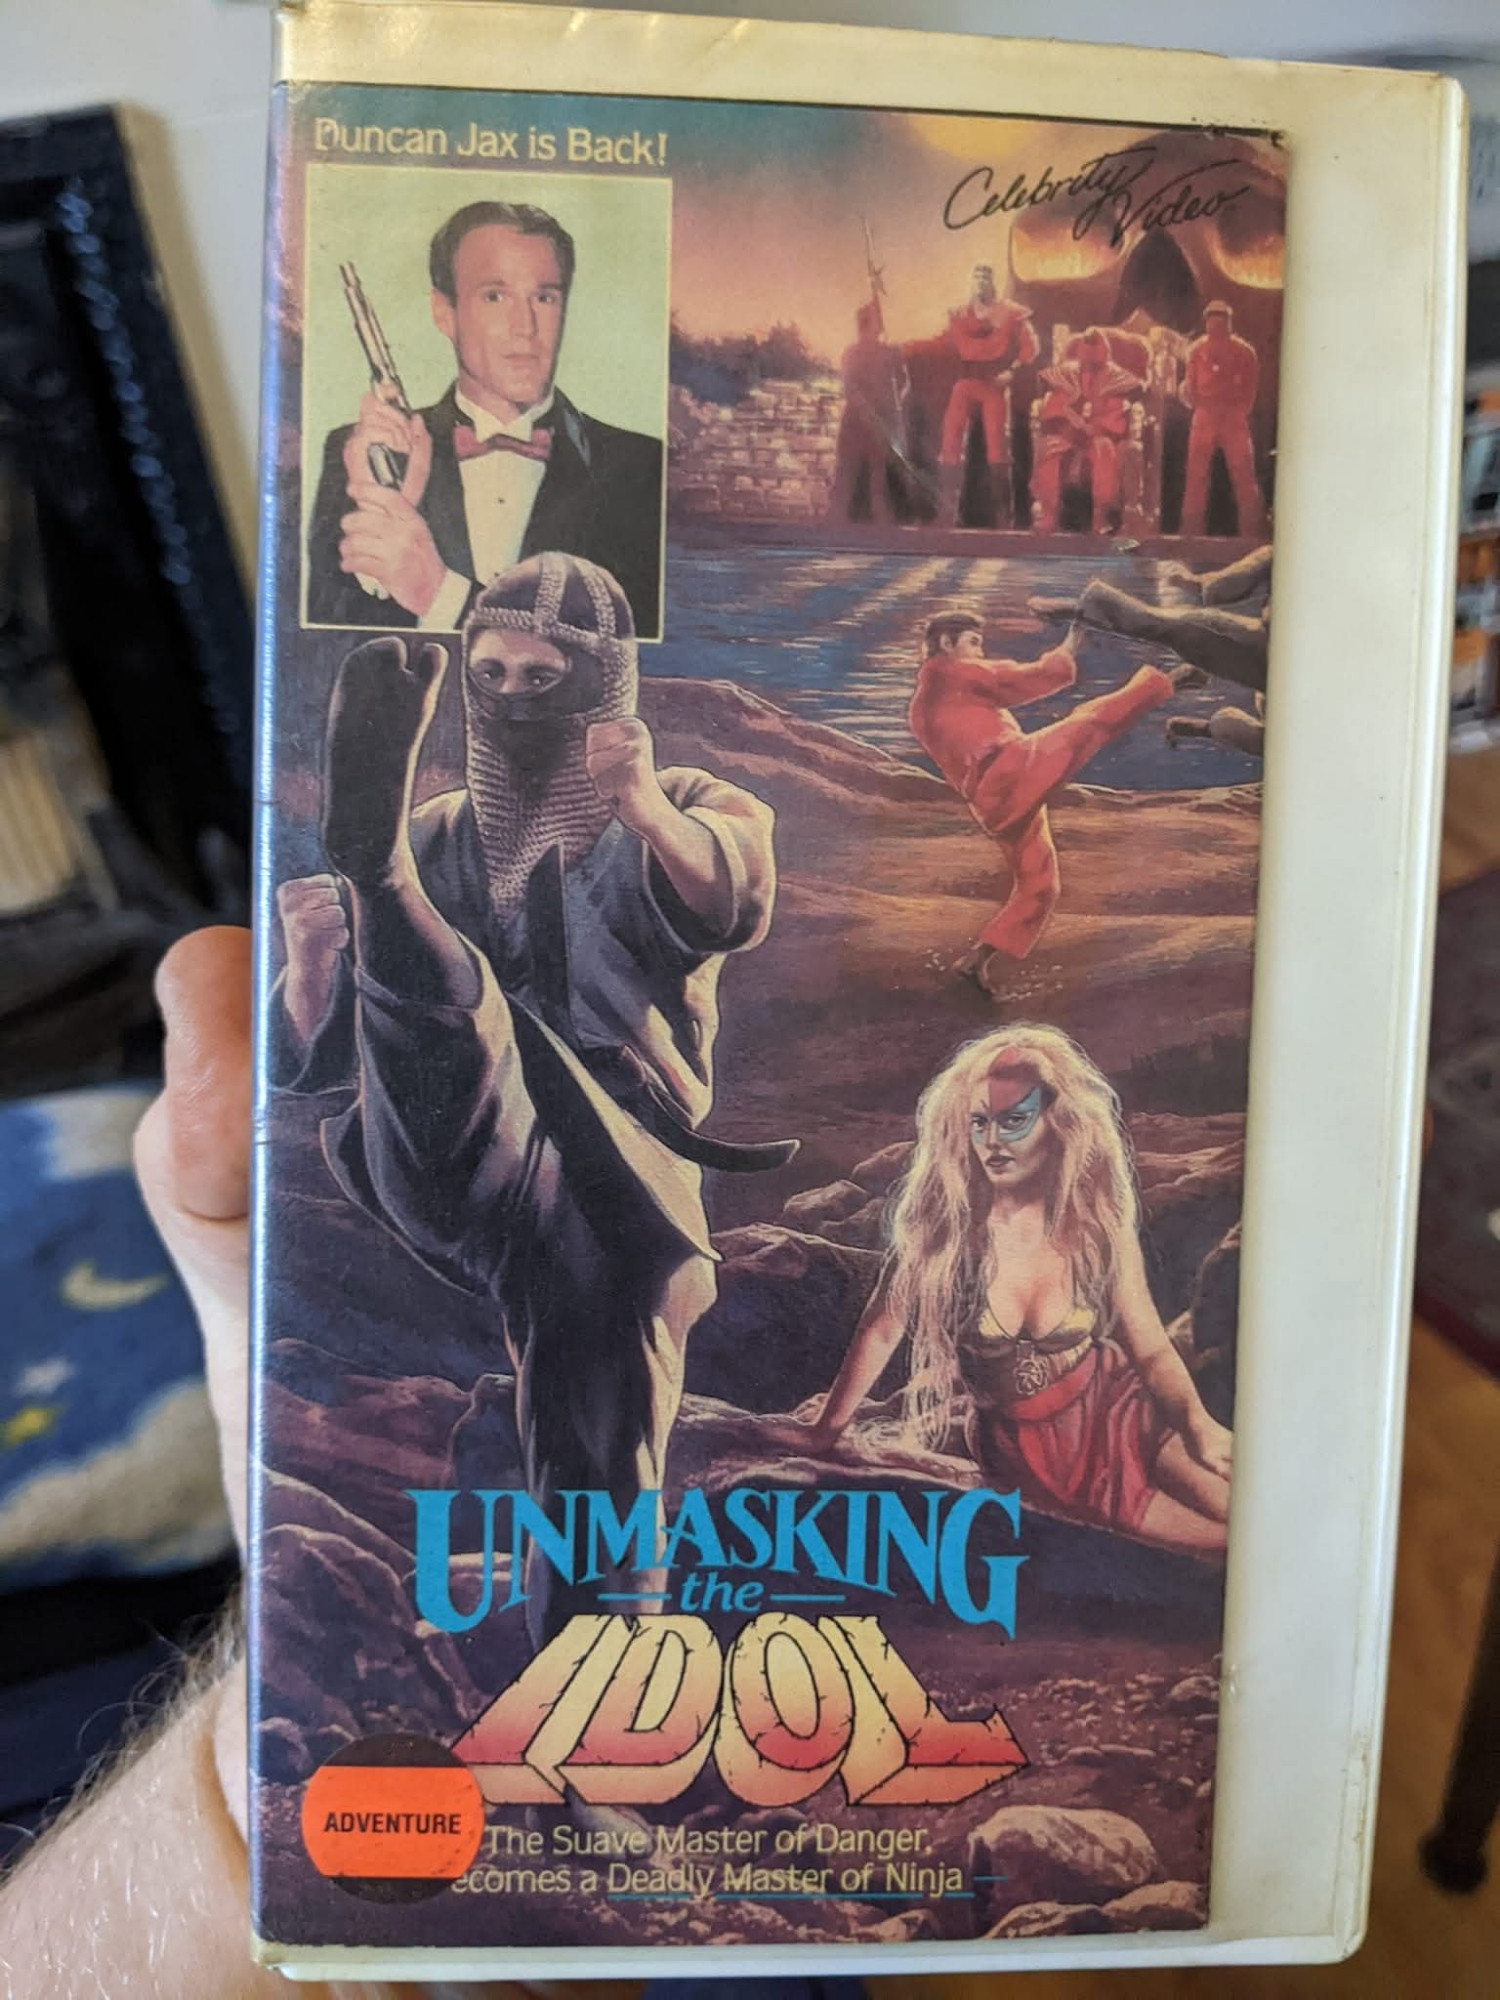 Duncan Jax is Back!
Celebrity
Video
UNMASKING
the
IDOL
ADVENTURE
The Suave Master of Danger,
ecomes a Deadly Master of Ninja